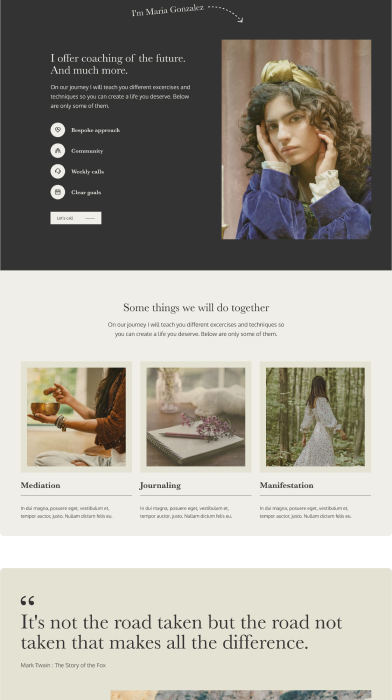 I'm Maria Gonzalez
I offer coaching of the future.
And much more.
On our journey I will teach you different excercises and
techniques so you can create a life you deserve. Below
are only some of them.
Bespoke approach
Community
Weekly calls
Clear goals
Let's call
Some things we will do together
On our journey I will teach you different excercises and techniques so
you can create a life you deserve. Below are only some of them.
Mediation
In dui magna, posuere eget, vestibulum et,
tempor auctor, justo. Nullam dictum felis eu.
Journaling
In dui magna, posuere eget, vestibulum et,
tempor auctor, justo. Nullam dictum felis eu.
Manifestation
In dui magna, posuere eget, vestibulum et,
tempor auctor, justo. Nullam dictum felis eu.
“
It's not the road taken but the road not
taken that makes all the difference.
Mark Twain : The Story of the Fox